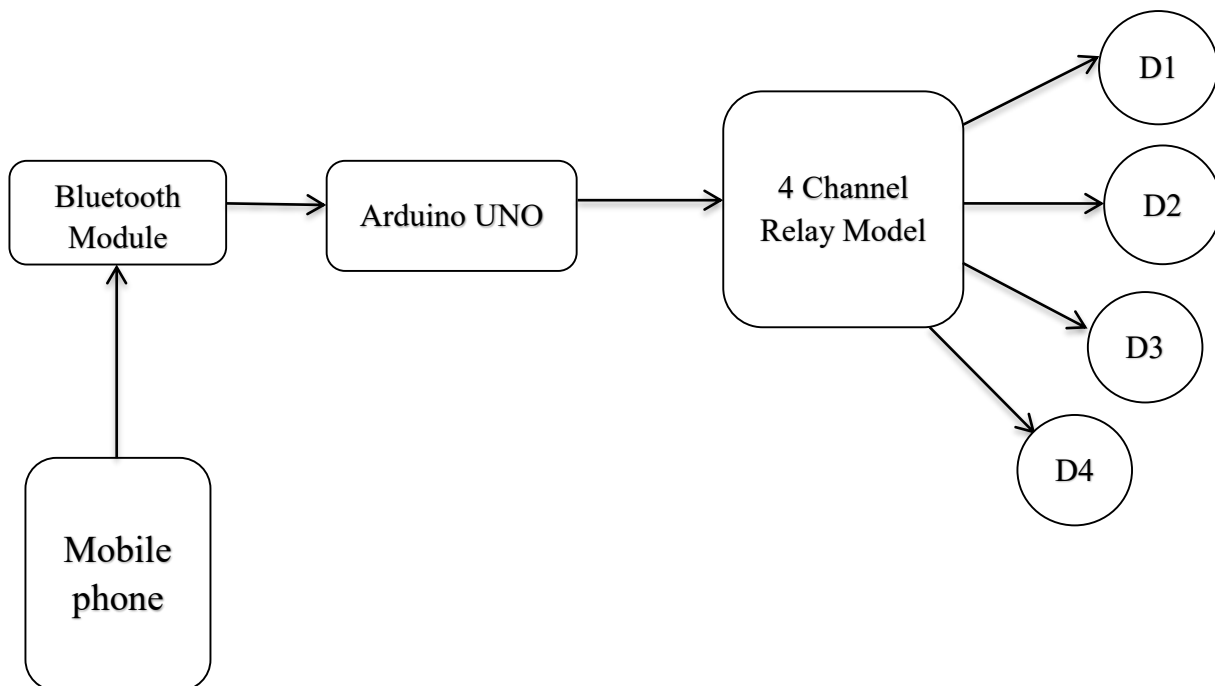 D1
Bluetooth
Module
Arduino UNO
4 Channel
Relay Model
D2
D3
D4
Mobile
phone